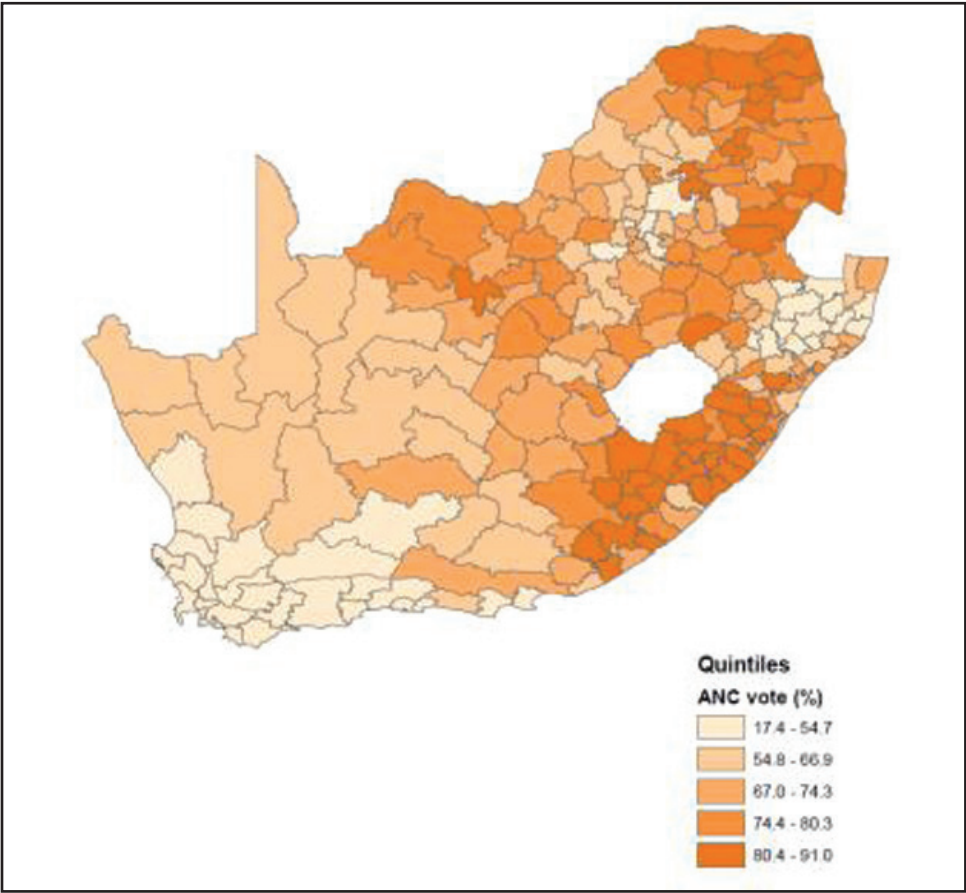 Quintiles
ANC vote (%)
17.4 - 54.7
54.8 - 66.9
67.0 - 74.3
74.4 - 80.3
80.4 - 91.0